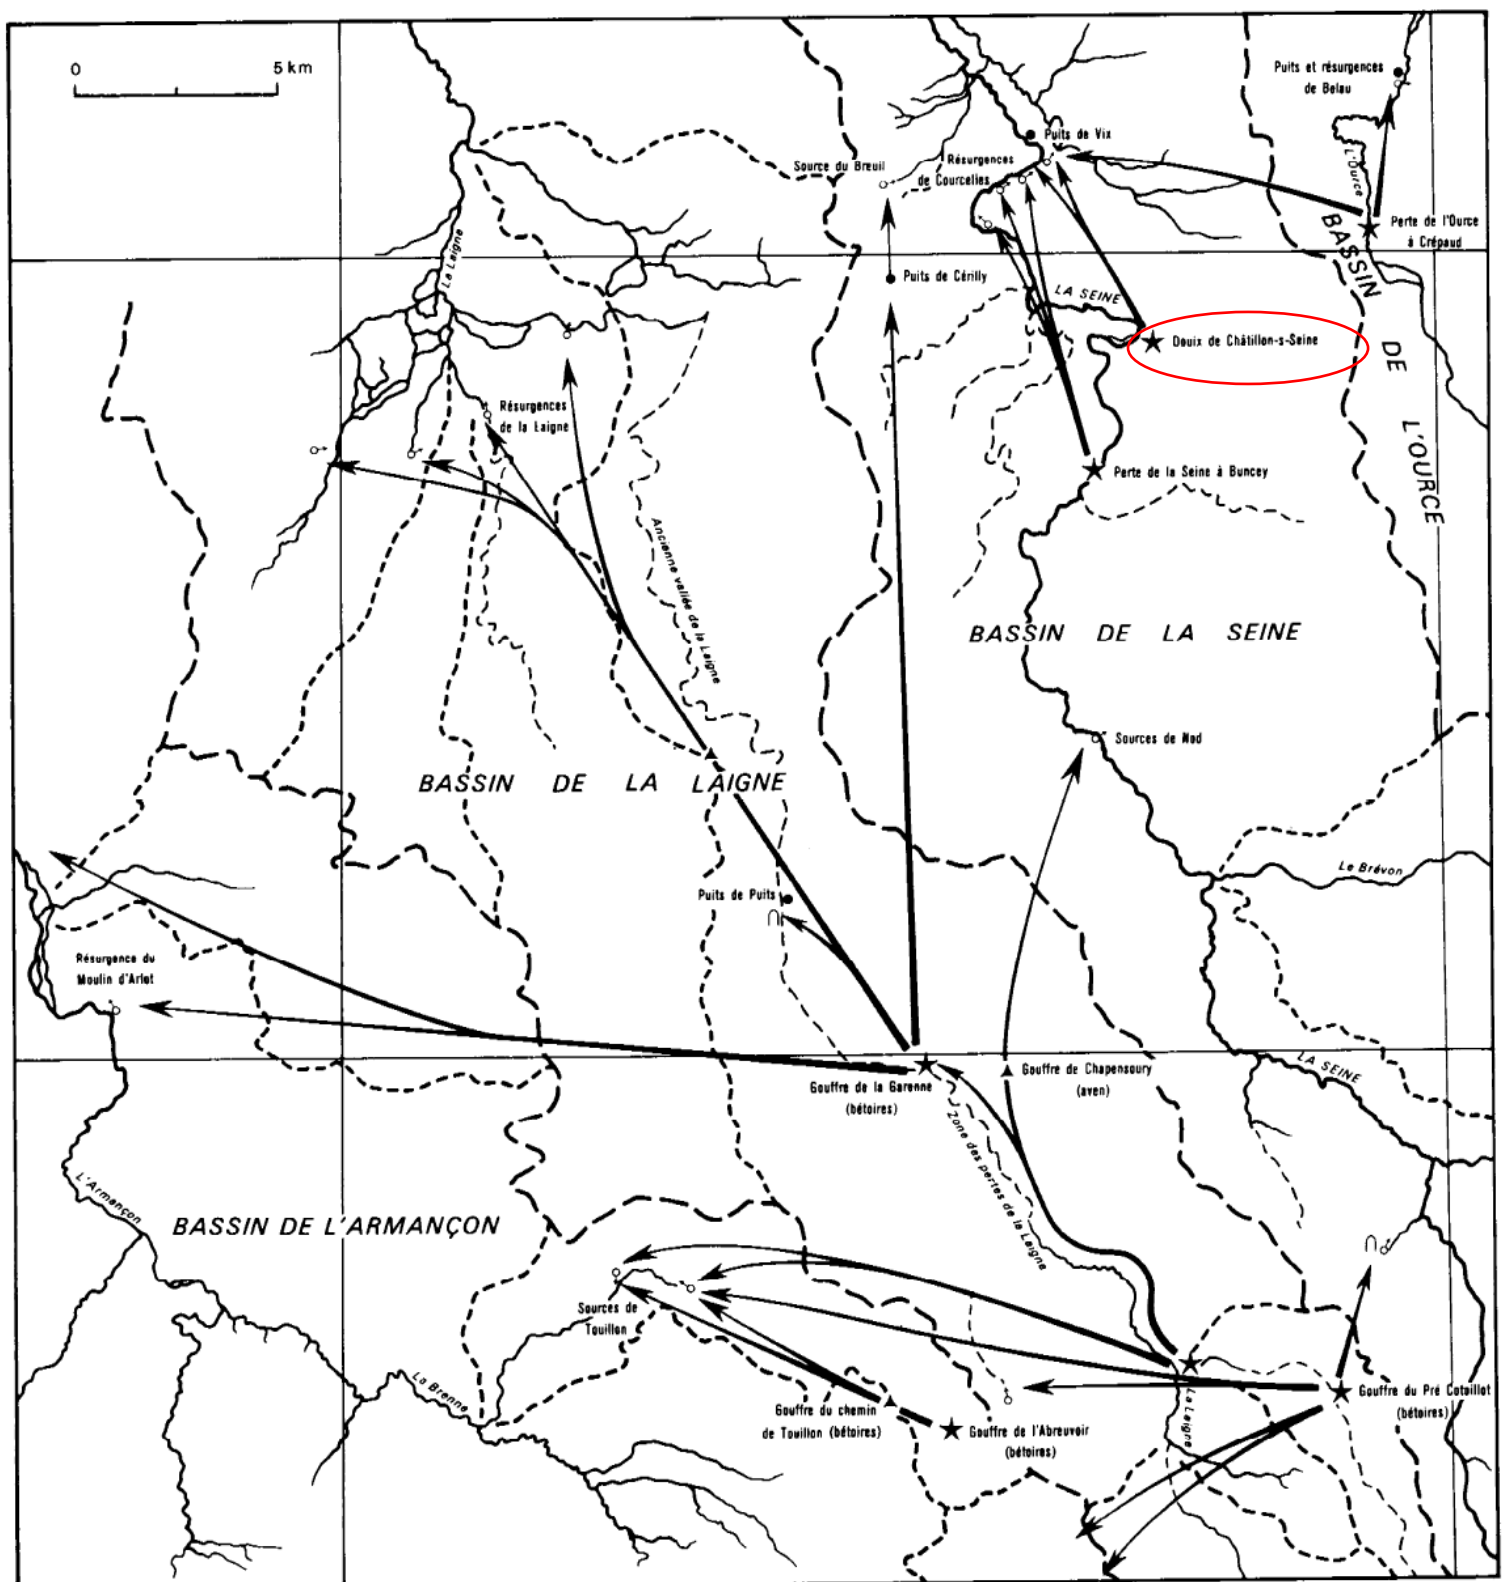 0 5 km
Puits et résurgences
de Belau
Puits de Vix
Source du Breuil
Résurgences
de Courcelles
L'Ource
Perte de l'Ource
à Crépaud
La Laigne
Puits de Cérilly
LA SEINE
Douix de Châtillon-s-Seine
BASSIN DE L'OURCE
Résurgences
de la Laigne
Perte de la Seine à Buncey
Ancienne vallée de la Laigne
BASSIN DE LA SEINE
Sources de Nod
BASSIN DE LA LAIGNE
Le Brévon
Puits de Puits
Résurgence du
Moulin d'Arlot
LA SEINE
Gouffre de la Garenne
(bétoires)
Gouffre de Chapensoury
(aven)
Zone des pertes de la Laigne
L'Armançon
BASSIN DE L'ARMANÇON
Sources de
Touillon
La Brenne
Gouffre du chemin
de Touillon (bétoires)
Gouffre de l'Abreuvoir
(bétoires)
La Laigne
Gouffre du Pré Cotaillot
(bétoires)